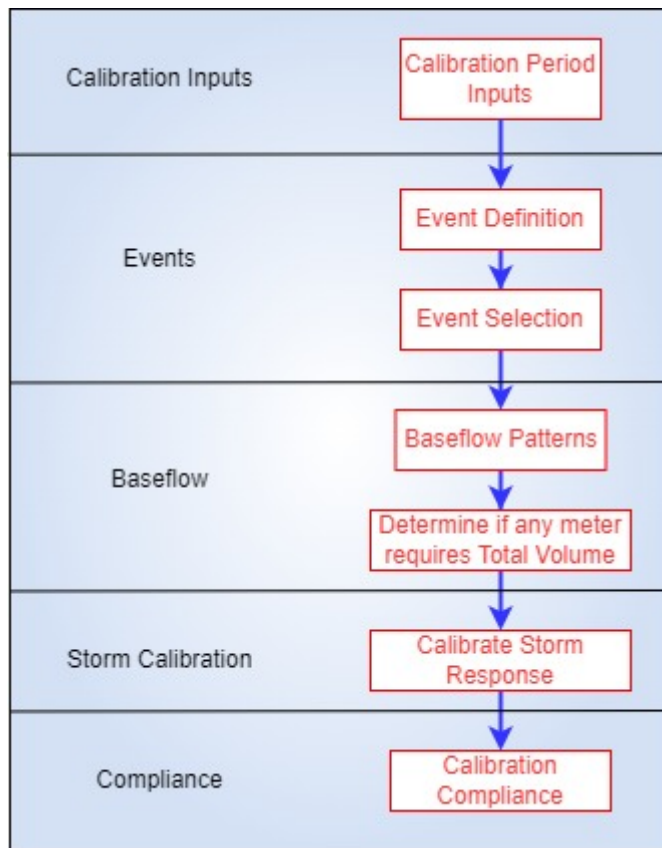 Calibration Inputs
Calibration Period
Inputs
Events
Event Definition
Event Selection
Baseflow
Baseflow Patterns
Determine if any meter
requires Total Volume
Storm Calibration
Calibrate Storm
Response
Compliance
Calibration
Compliance